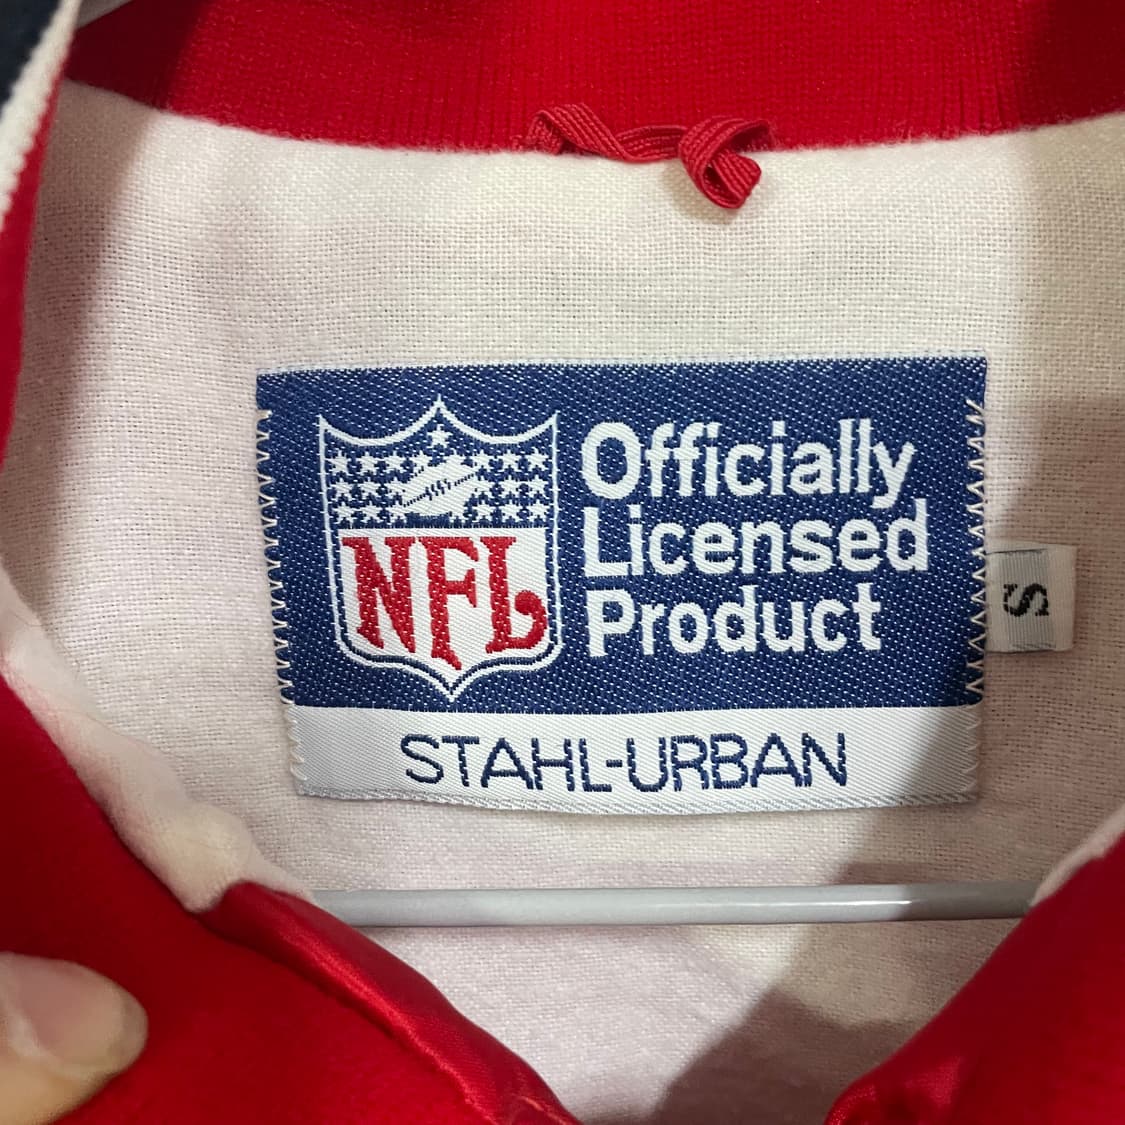 NFL
Officially
Licensed
Product
S
STAHL-URBAN